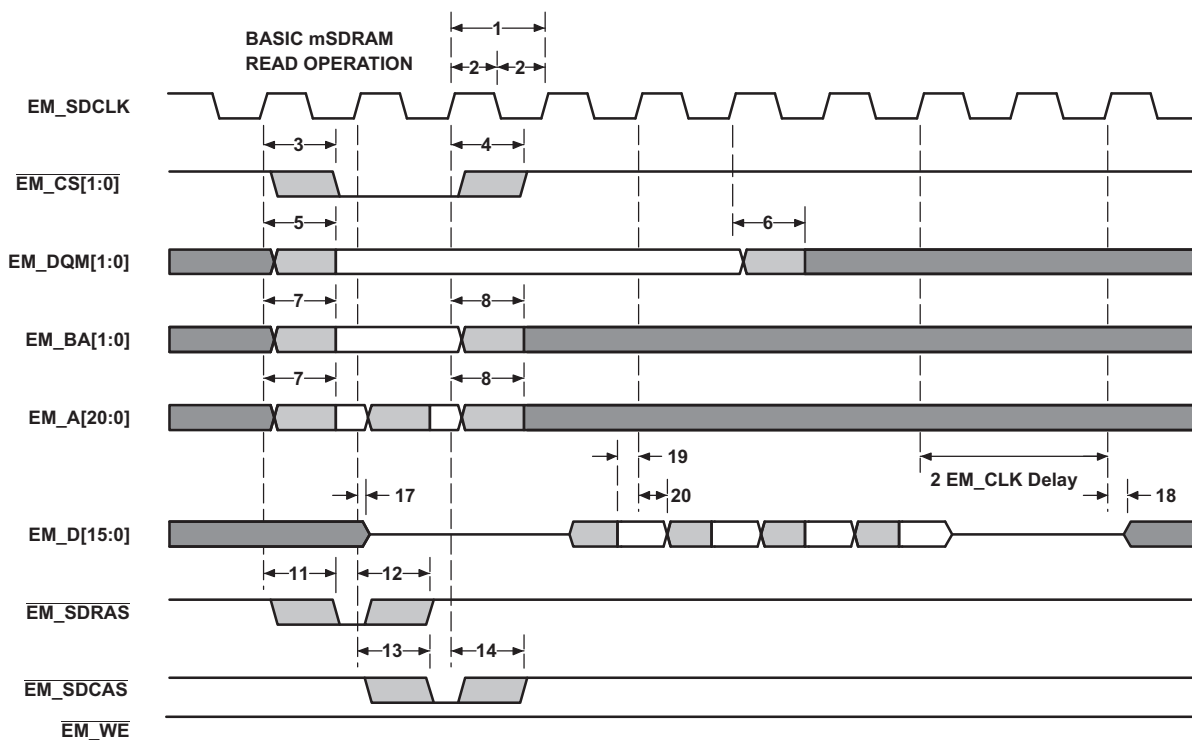 BASIC mSDRAM
READ OPERATION
1
2 2
EM_SDCLK
3 4
EM_CS[1:0]
5 6
EM_DQM[1:0]
7 8
EM_BA[1:0]
7 8
EM_A[20:0]
19
2 EM_CLK Delay
17 20 18
EM_D[15:0]
11 12
EM_SDRAS
13 14
EM_SDCAS
EM_WE